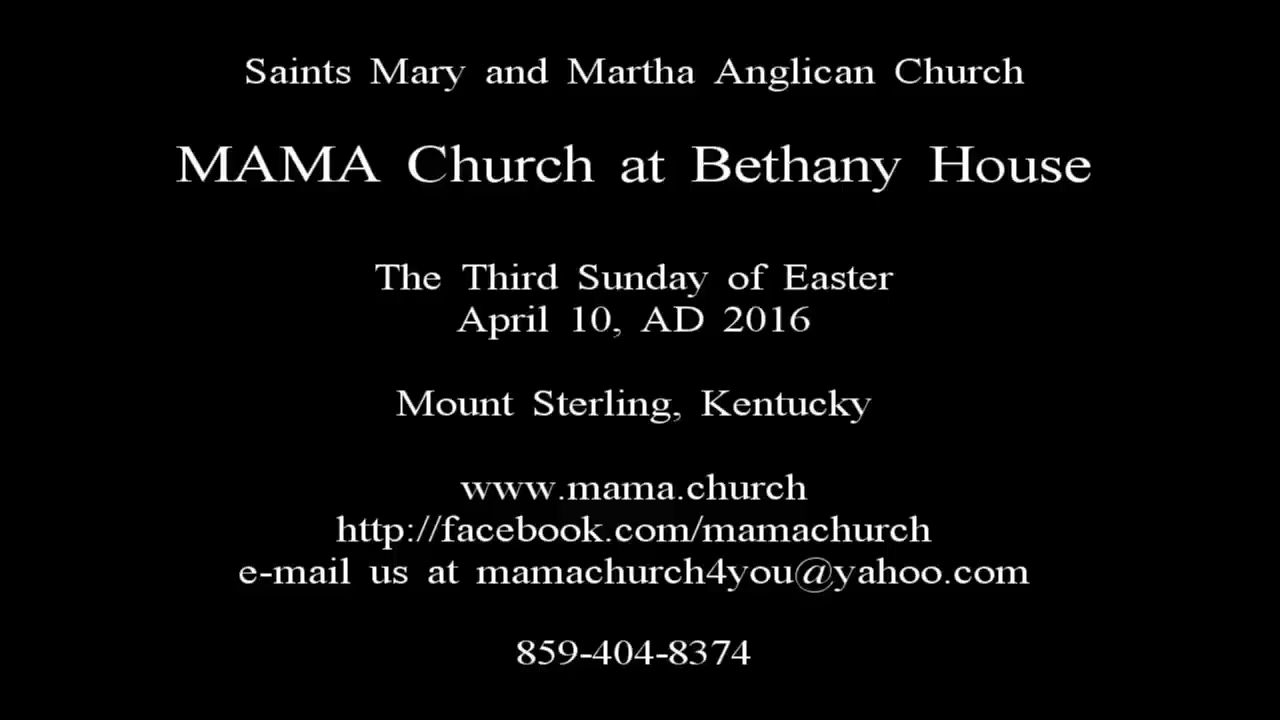 Saints Mary and Martha Anglican Church
MAMA Church at Bethany House
The Third Sunday of Easter
April 10, AD 2016
Mount Sterling, Kentucky
www.mama.church
http://facebook.com/mamachurch
e-mail us at mamachurch4you@yahoo.com
859-404-8374